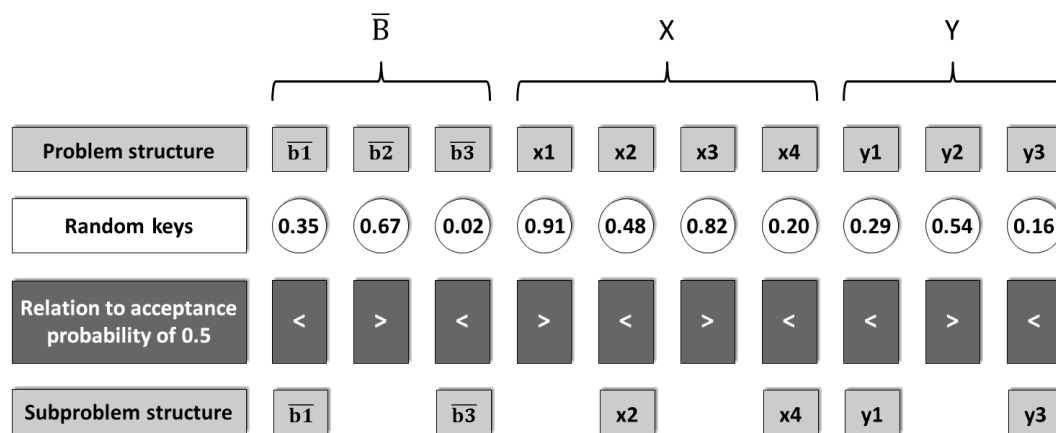 B̅ X Y
Problem structure b̅1̅ b̅2̅ b̅3̅ x1 x2 x3 x4 y1 y2 y3
Random keys 0.35 0.67 0.02 0.91 0.48 0.82 0.20 0.29 0.54 0.16
Relation to acceptance
probability of 0.5 < > < > < > < < > <
Subproblem structure b̅1̅ b̅3̅ x2 x4 y1 y3